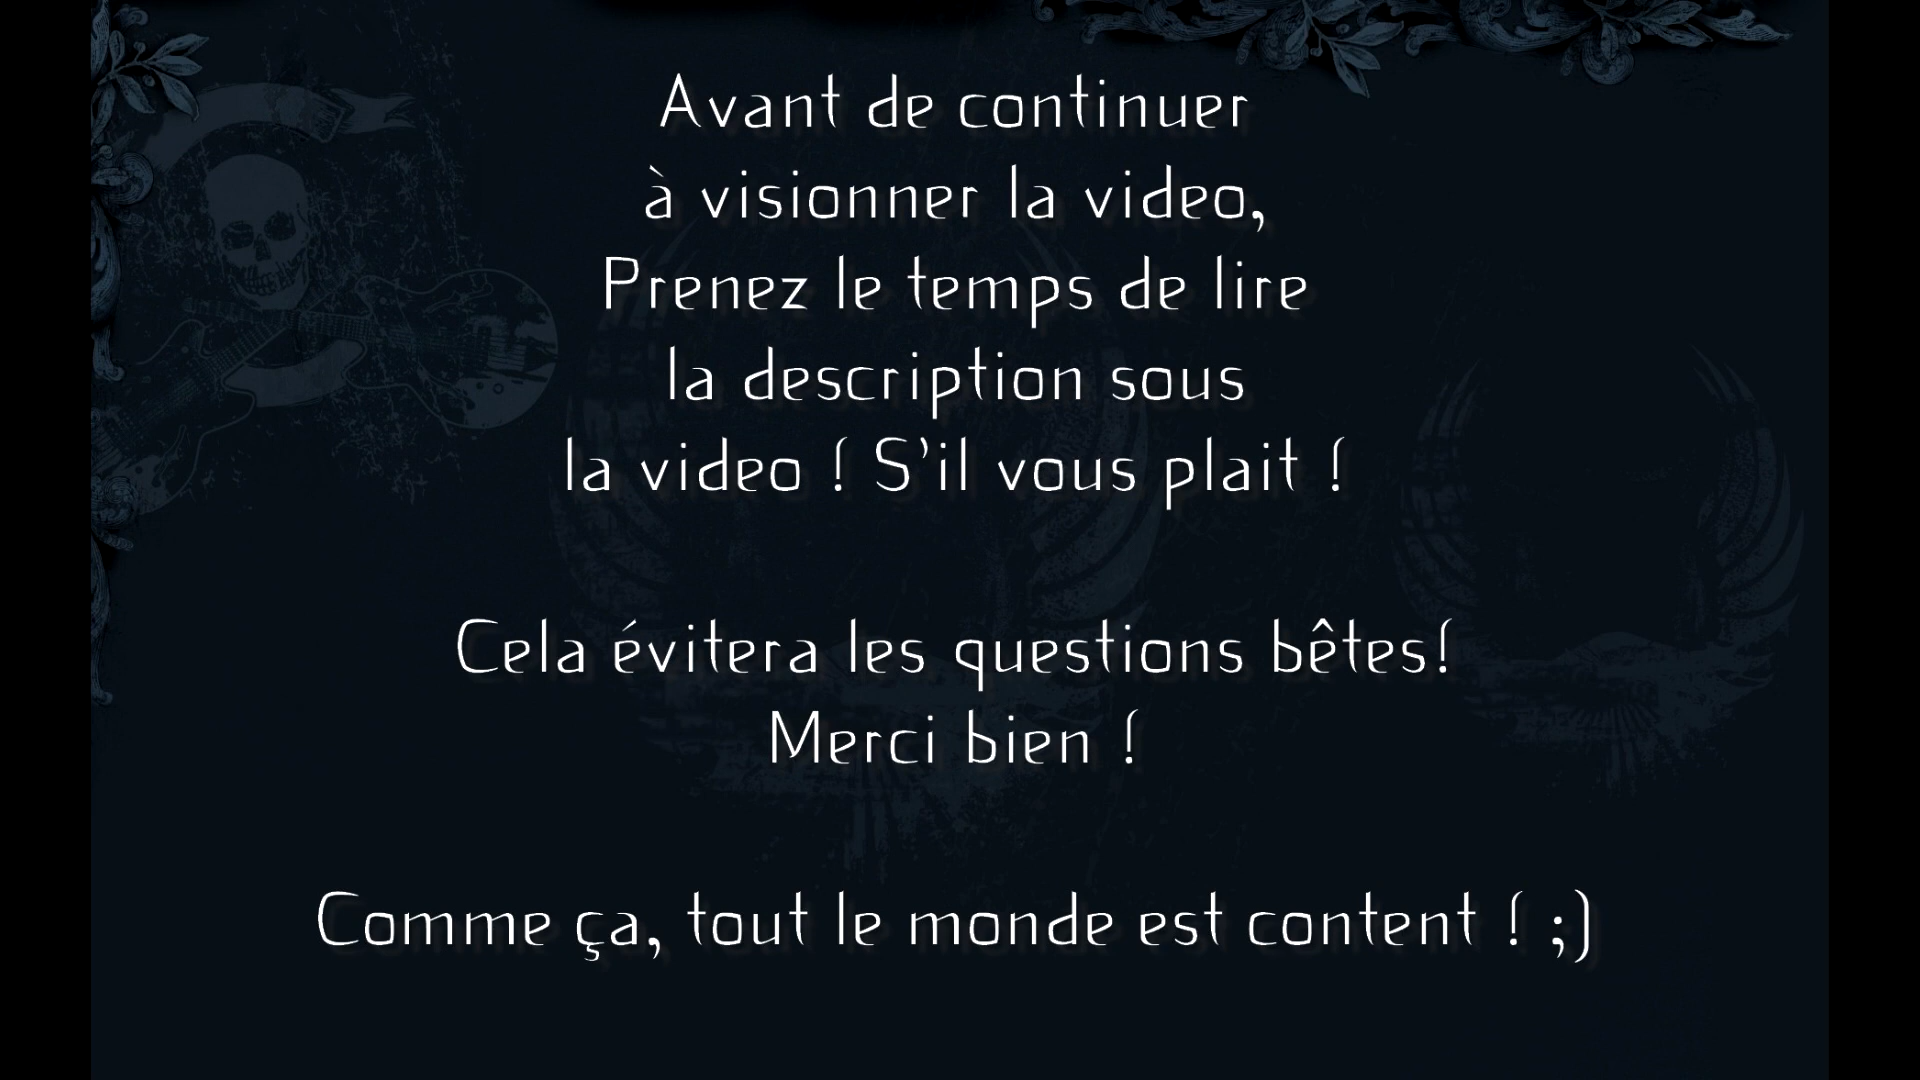 Avant de continuer
à visionner la video,
Prenez le temps de lire
la description sous
la video ! S'il vous plait !
Cela évitera les questions bêtes!
Merci bien !
Comme ça, tout le monde est content ! ;)